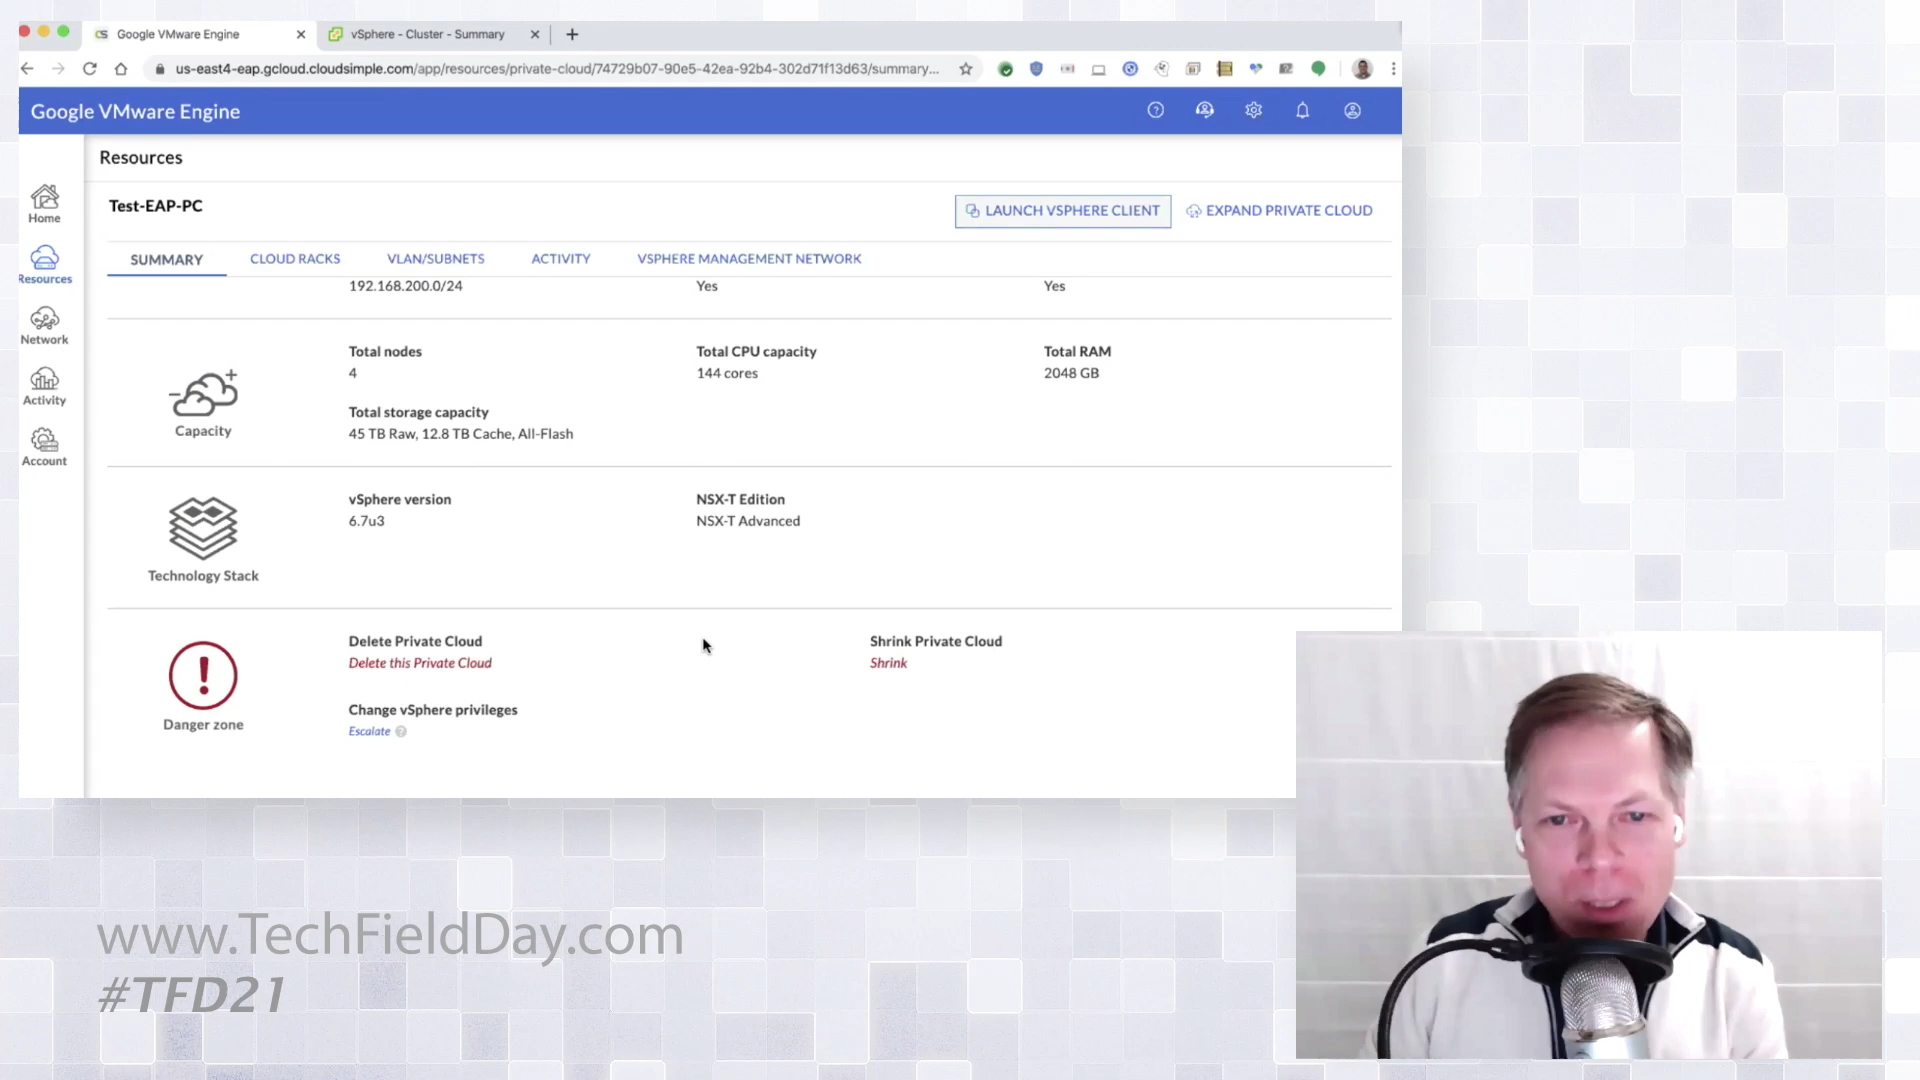 Google VMware Engine
vSphere - Cluster - Summary
us-east4-eap.gcloud.cloudsimple.com/app/resources/private-cloud/74729b07-90e5-42ea-92b4-302d71f13d63/summary...
Google VMware Engine
Resources
Home
Resources
Network
Activity
Account
Test-EAP-PC
LAUNCH VSPHERE CLIENT
EXPAND PRIVATE CLOUD
SUMMARY
CLOUD RACKS
VLAN/SUBNETS
ACTIVITY
VSPHERE MANAGEMENT NETWORK
192.168.200.0/24
Yes
Yes
Capacity
Total nodes
4
Total CPU capacity
144 cores
Total RAM
2048 GB
Total storage capacity
45 TB Raw, 12.8 TB Cache, All-Flash
Technology Stack
vSphere version
6.7u3
NSX-T Edition
NSX-T Advanced
Danger zone
Delete Private Cloud
Delete this Private Cloud
Shrink Private Cloud
Shrink
Change vSphere privileges
Escalate
www.TechFieldDay.com
#TFD21